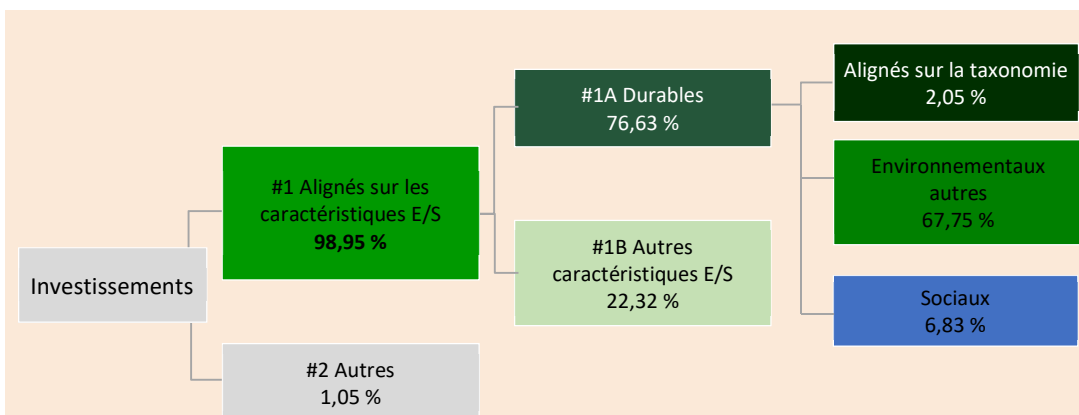 Investissements
#1 Alignés sur les
caractéristiques E/S
98,95 %
#2 Autres
1,05 %
#1A Durables
76,63 %
#1B Autres
caractéristiques E/S
22,32 %
Alignés sur la taxonomie
2,05 %
Environnementaux
autres
67,75 %
Sociaux
6,83 %